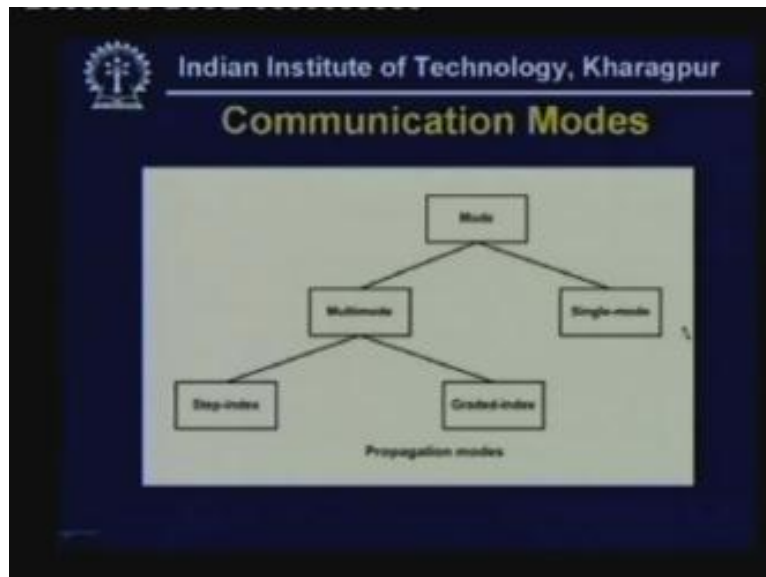 Indian Institute of Technology, Kharagpur
Communication Modes
Mode
Multimode
Single-mode
Step-index
Graded-index
Propagation modes